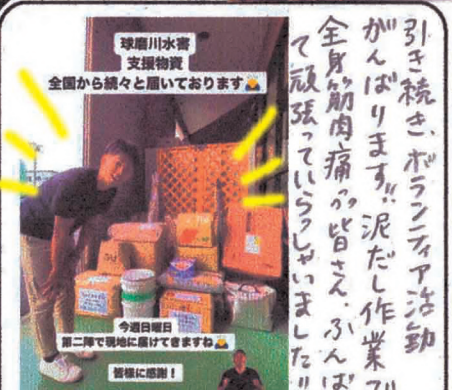 球磨川水害
支援物資
全国から続々と届いております🙇
今週日曜日
第二陣で現地に届けてきますね🙇
皆様に感謝!
引き続き、ボランティア活動
がんばります!!泥だし作業で
全身筋肉痛が皆さん、ふんば
て頑張っていらっしゃいました!!